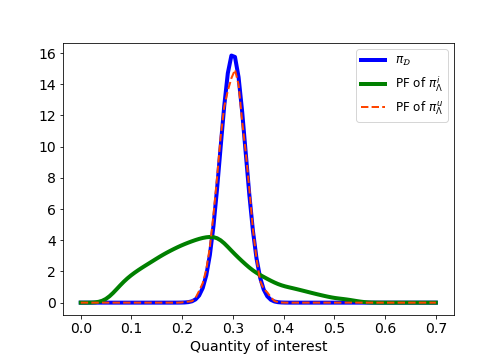 16
14
12
10
8
6
4
2
0
0.0 0.1 0.2 0.3 0.4 0.5 0.6 0.7
Quantity of interest
π_𝒟
PF of π_Λ^i
PF of π_Λ^u